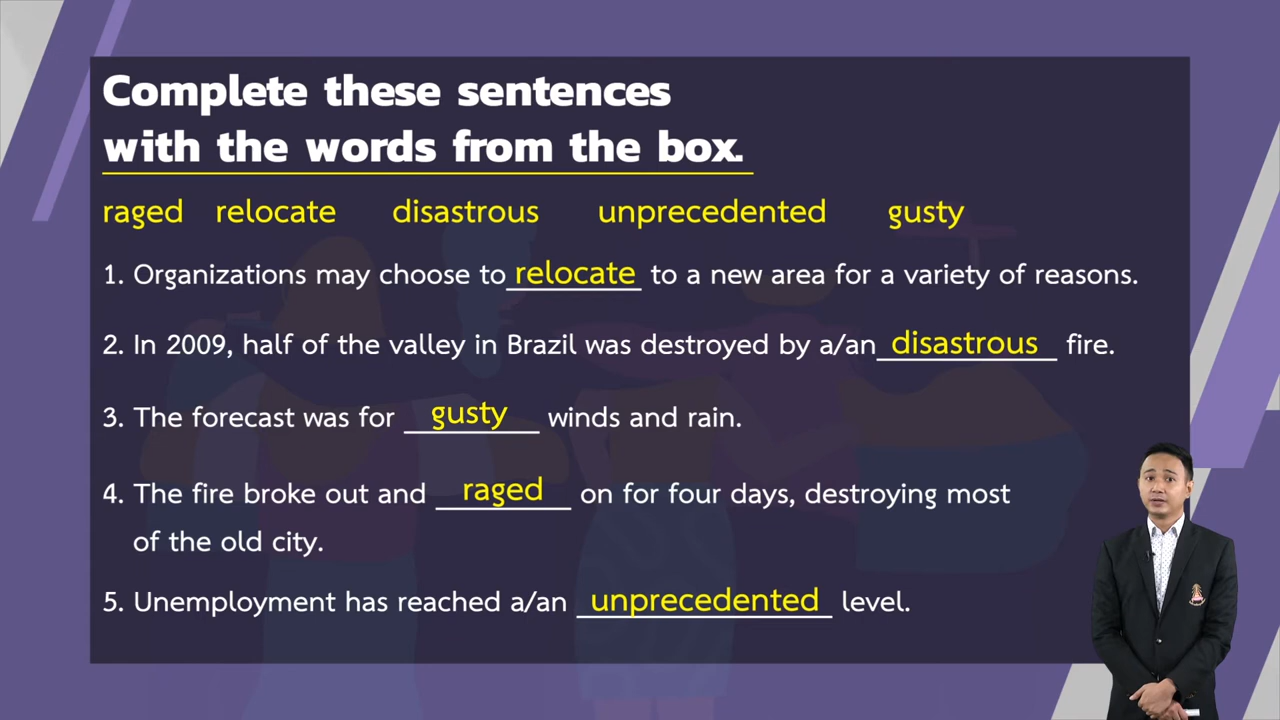 Complete these sentences
with the words from the box.
raged relocate disastrous unprecedented gusty
1. Organizations may choose to relocate to a new area for a variety of reasons.
2. In 2009, half of the valley in Brazil was destroyed by a/an disastrous fire.
3. The forecast was for gusty winds and rain.
4. The fire broke out and raged on for four days, destroying most
of the old city.
5. Unemployment has reached a/an unprecedented level.